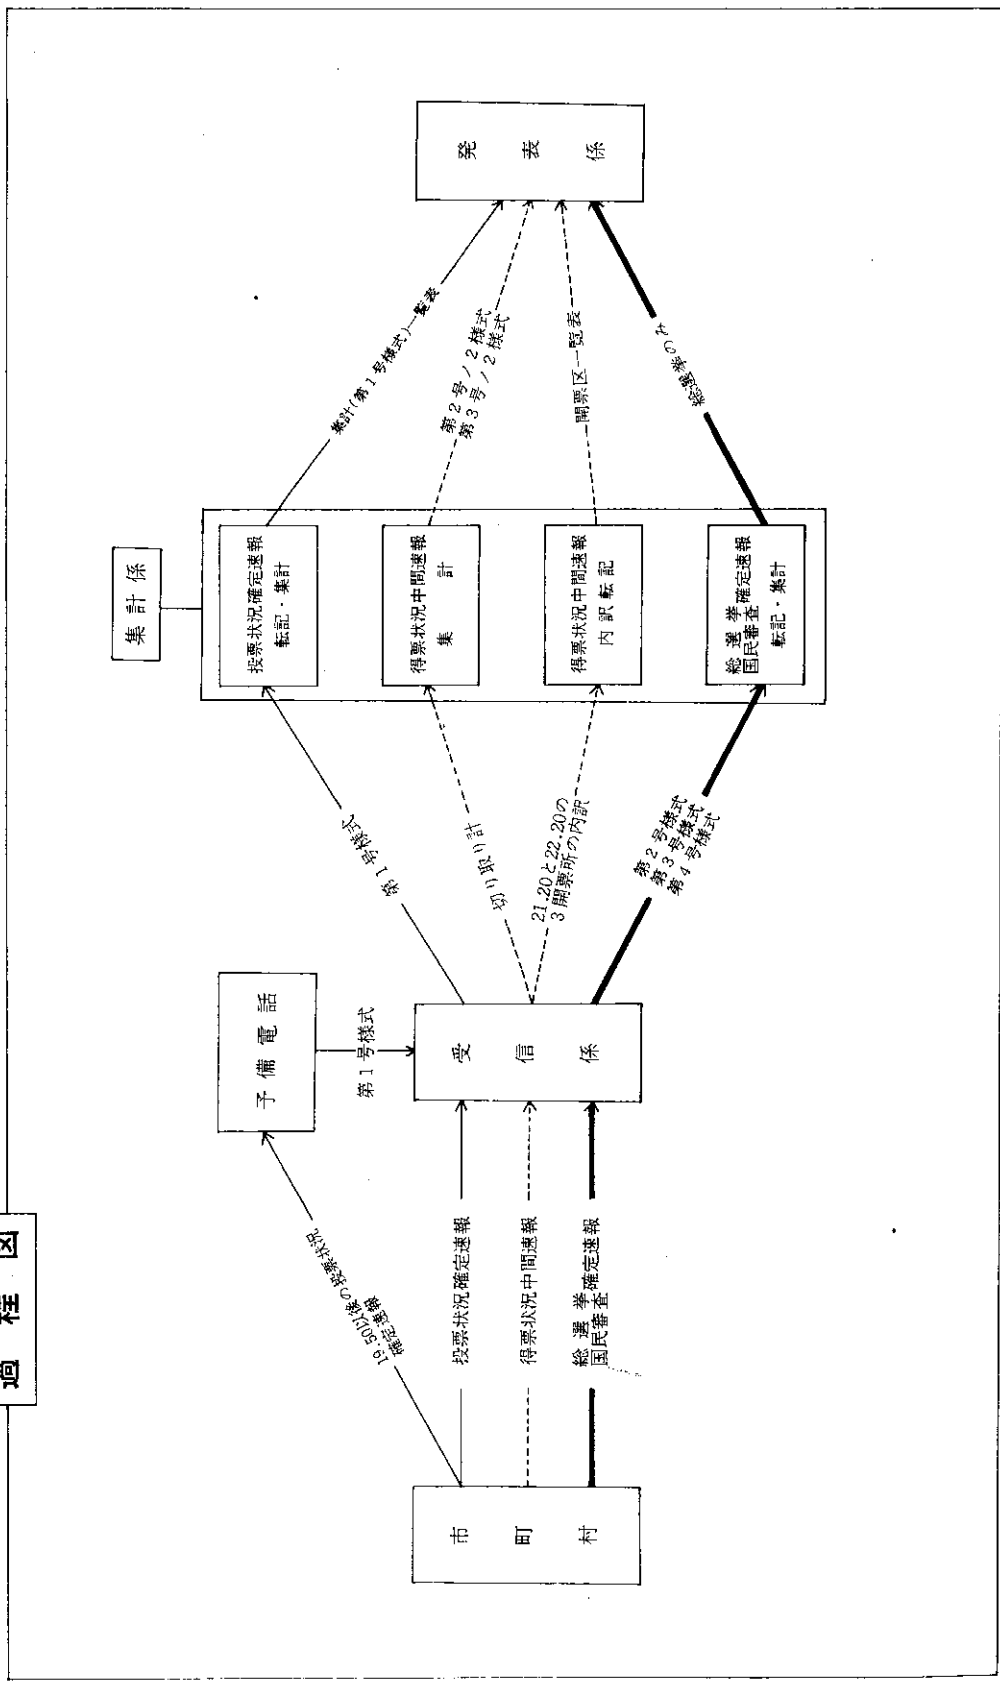 過程図
市町村
19.50以後の投票状況
確定速報
投票状況確定速報
得票状況中間速報
総選挙
国民審査
確定速報
予備電話
第1号様式
受信係
第1号様式
切り取り計
21.20と22.20の
3開票所の内訳
第2号様式
第3号様式
第4号様式
集計係
投票状況確定速報
転記・集計
得票状況中間速報
集計
得票状況中間速報
内訳転記
総選挙
国民審査
確定速報
転記・集計
集計(第1号様式)一覧表
第2号ノ2様式
第3号ノ2様式
開票区一覧表
総選挙のみ
発表係